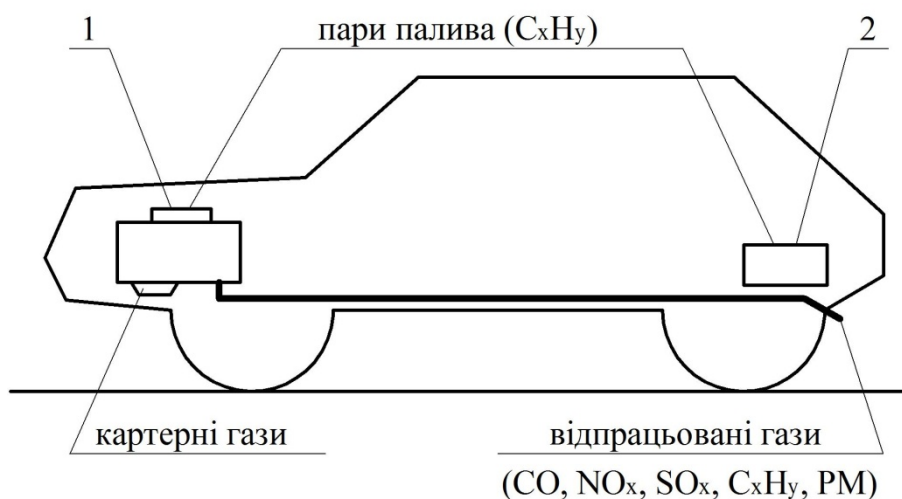 1 пари палива (CxHy) 2
картерні гази відпрацьовані гази
(CO, NOx, SOx, CxHy, PM)